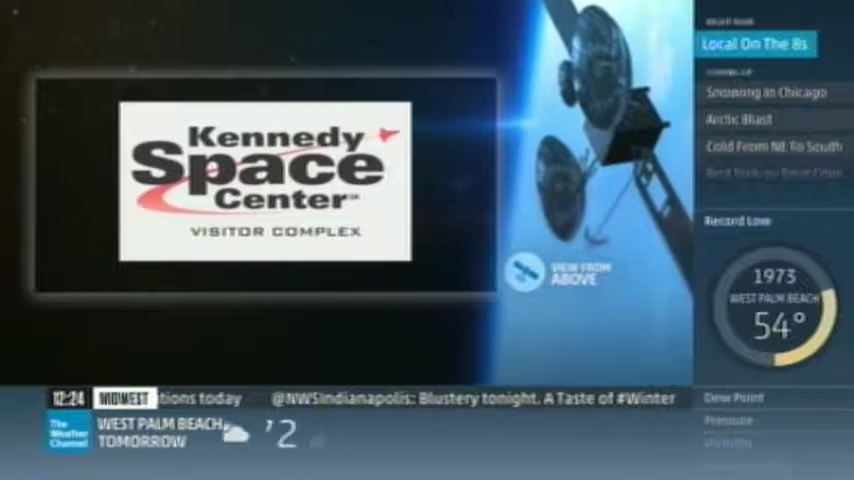 Kennedy
Space
Center
VISITOR COMPLEX
VIEW FROM
ABOVE
Local On The 8s
Snowing In Chicago
Arctic Blast
Cold From NE To South
Record Low
1973
WEST PALM BEACH
54°
Dew Point
Pressure
12:24
MIDWEST
tions today @NWSIndianapolis: Blustery tonight. A Taste of #Winter
The
Weather
Channel
WEST PALM BEACH
TOMORROW